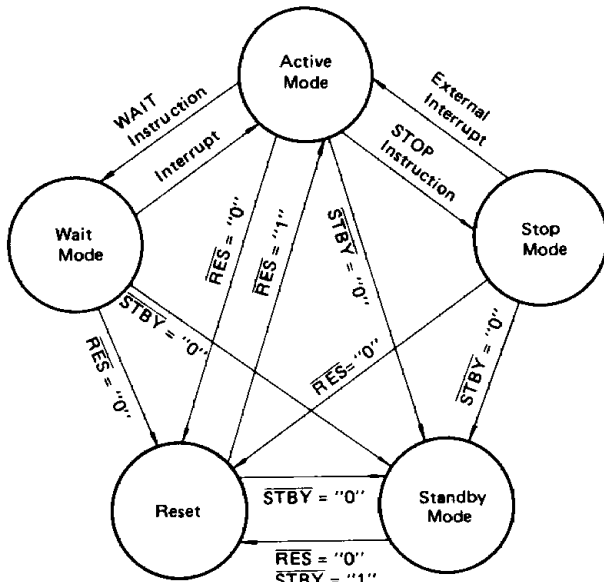 Active
Mode
WAIT
Instruction
Interrupt
External
Interrupt
STOP
Instruction
Wait
Mode
Stop
Mode
RES = "0"
RES = "1"
STBY =
"0"
STBY = "0"
RES = "0"
RES = "0"
STBY = "0"
Reset
STBY = "0"
Standby
Mode
RES = "0"
STBY = "1"